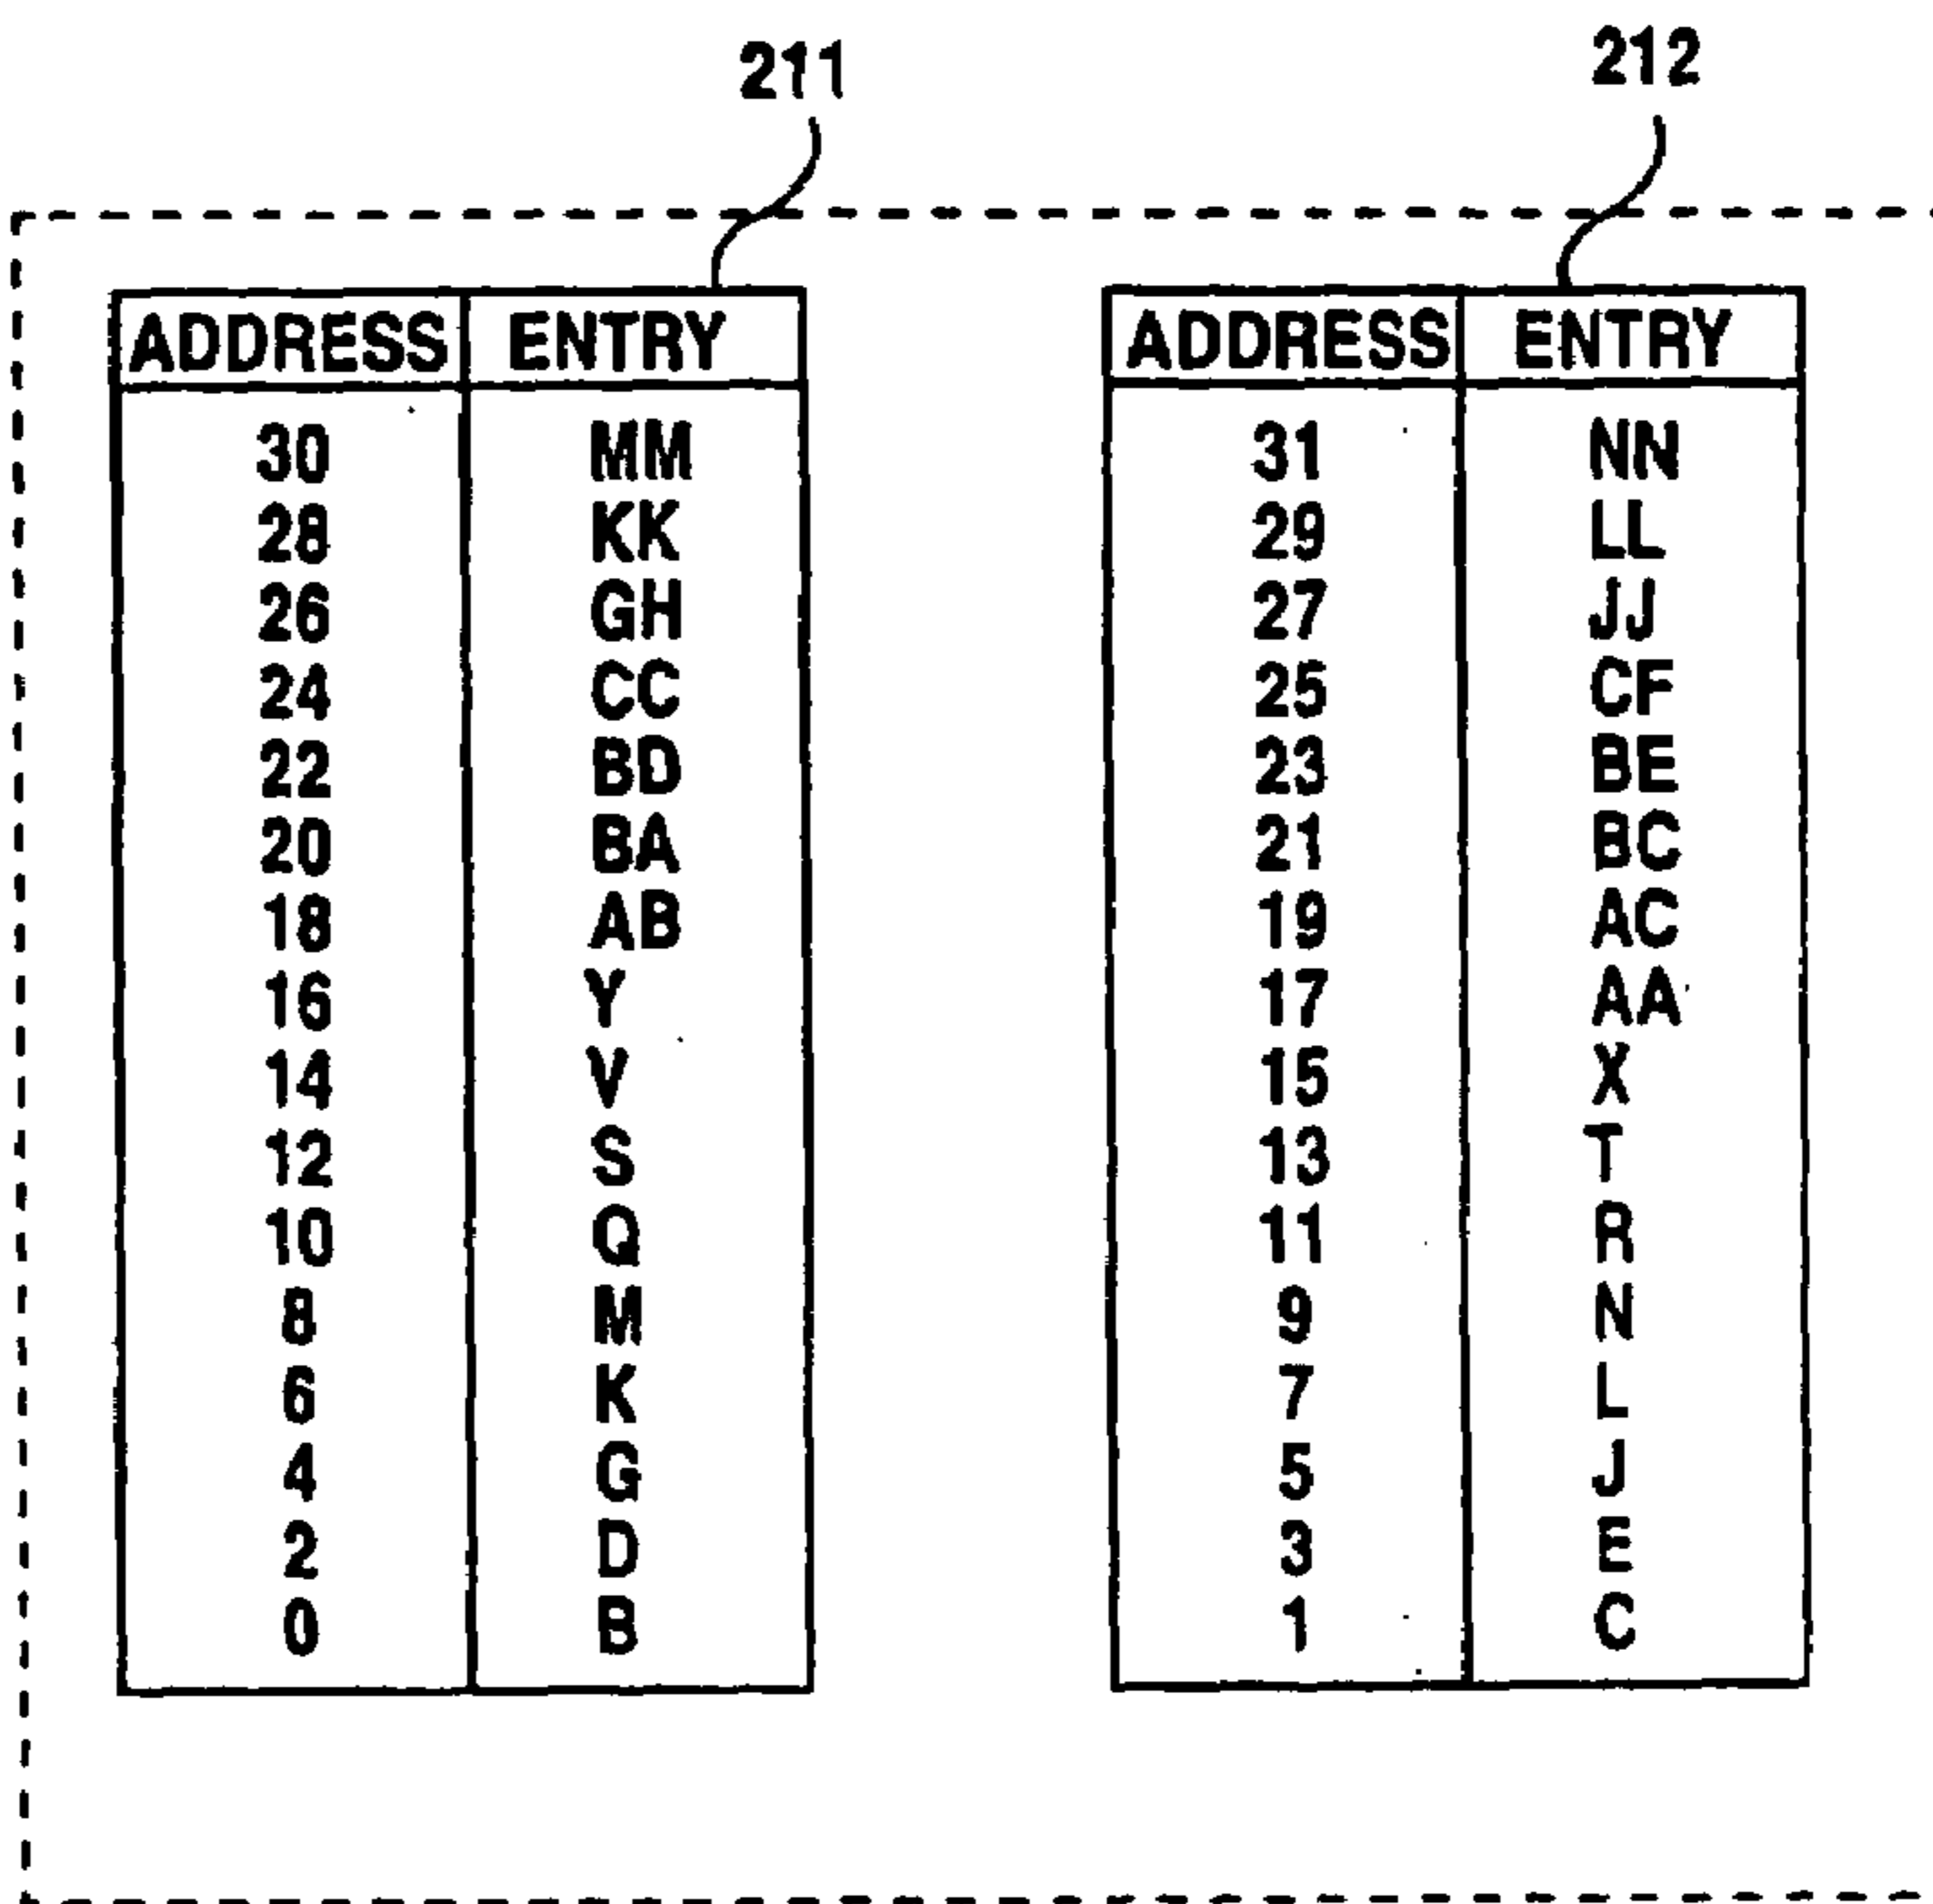 211 212
ADDRESS ENTRY ADDRESS ENTRY
30 MM 31 NN
28 KK 29 LL
26 GH 27 JJ
24 CC 25 CF
22 BD 23 BE
20 BA 21 BC
18 AB 19 AC
16 Y 17 AA
14 V 15 X
12 S 13 T
10 Q 11 R
8 M 9 N
6 K 7 L
4 G 5 J
2 D 3 E
0 B 1 C